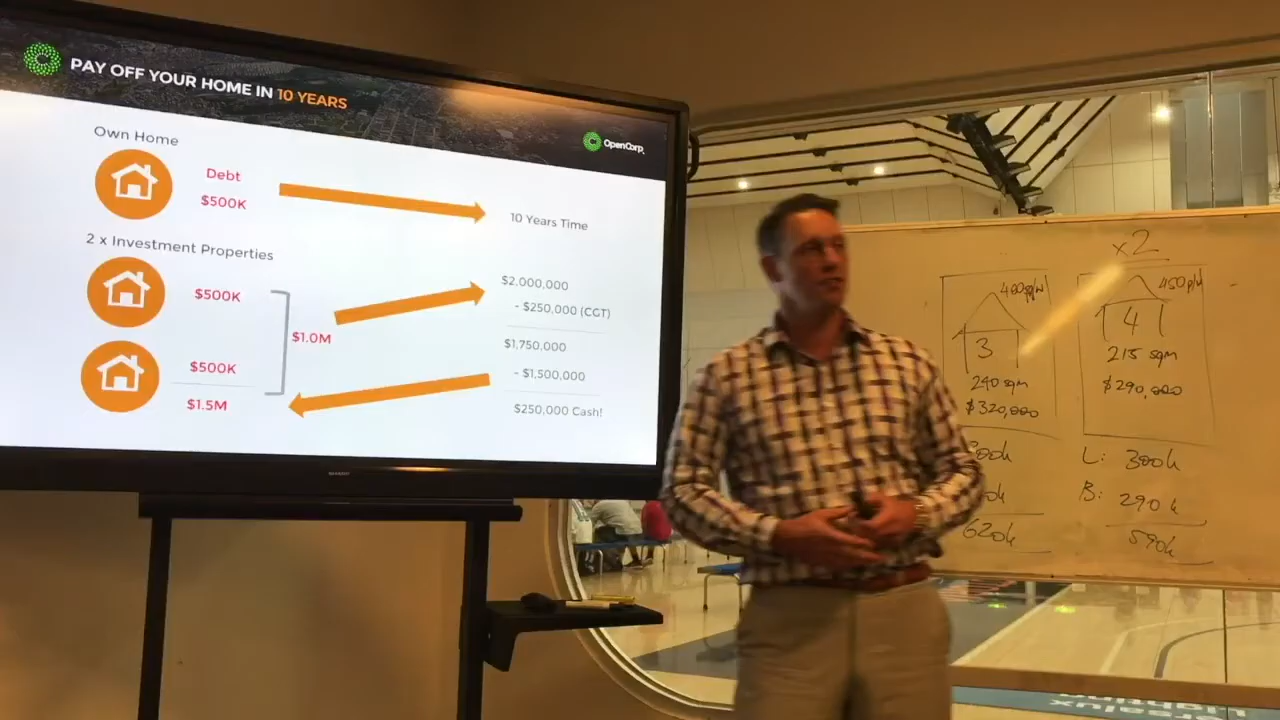 PAY OFF YOUR HOME IN 10 YEARS
OpenCorp.
Own Home
Debt
$500K
10 Years Time
2 x Investment Properties
$500K
$1.0M
$500K
$1.5M
$2,000,000
- $250,000 (CGT)
$1,750,000
- $1,500,000
$250,000 Cash!
SHARP
x2
3
240 sqm
$320,000
620k
450p/w
4
215 sqm
$290,000
L: 300k
B: 290k
590k